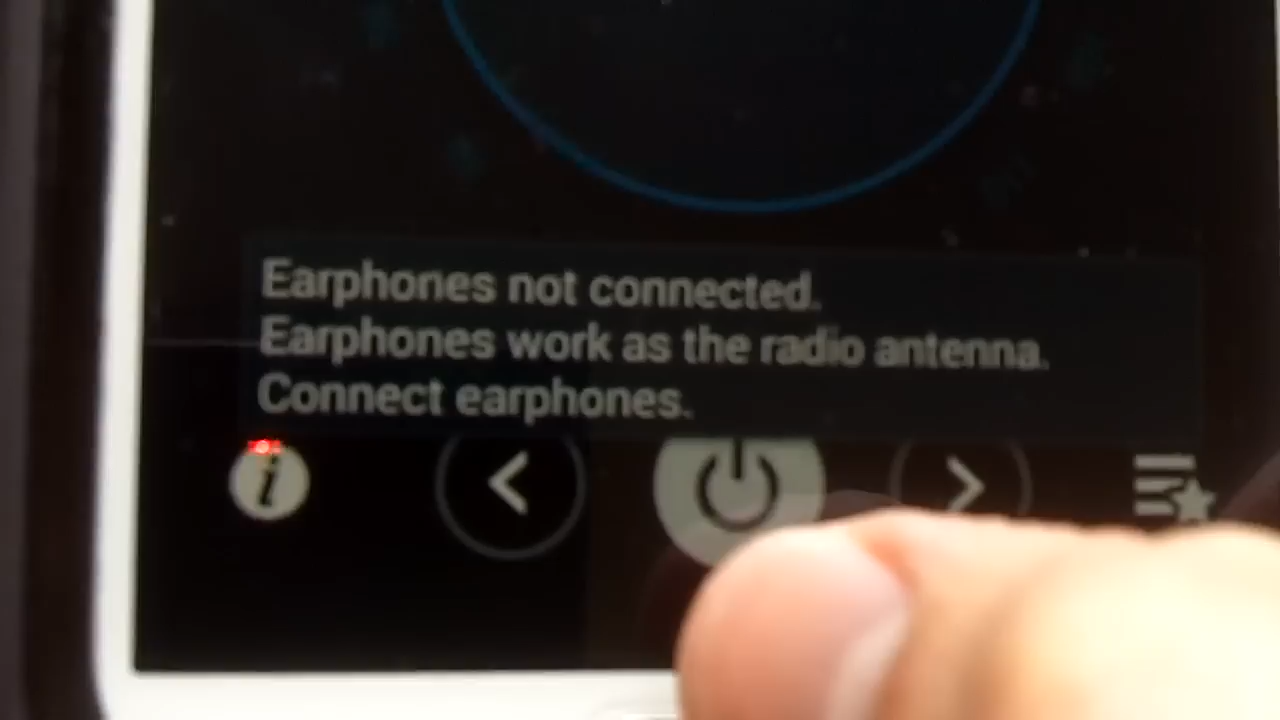 Earphones not connected.
Earphones work as the radio antenna.
Connect earphones.
i